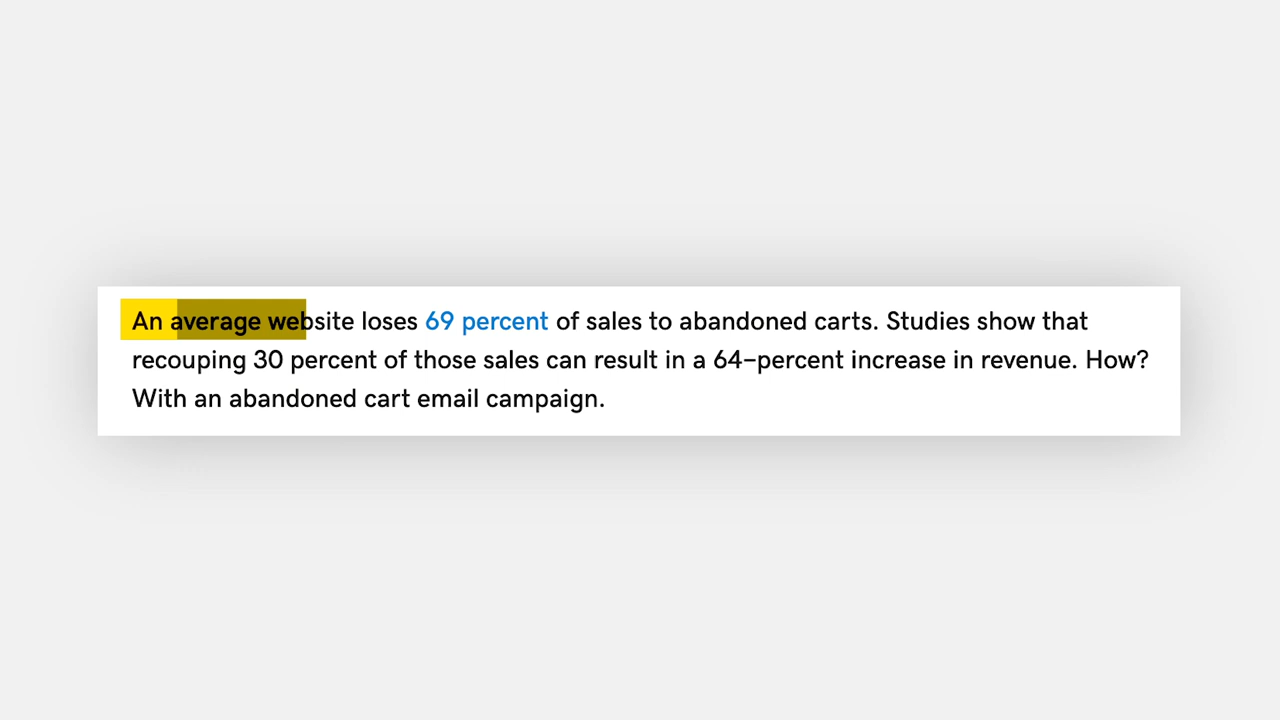 An average website loses 69 percent of sales to abandoned carts. Studies show that
recouping 30 percent of those sales can result in a 64–percent increase in revenue. How?
With an abandoned cart email campaign.